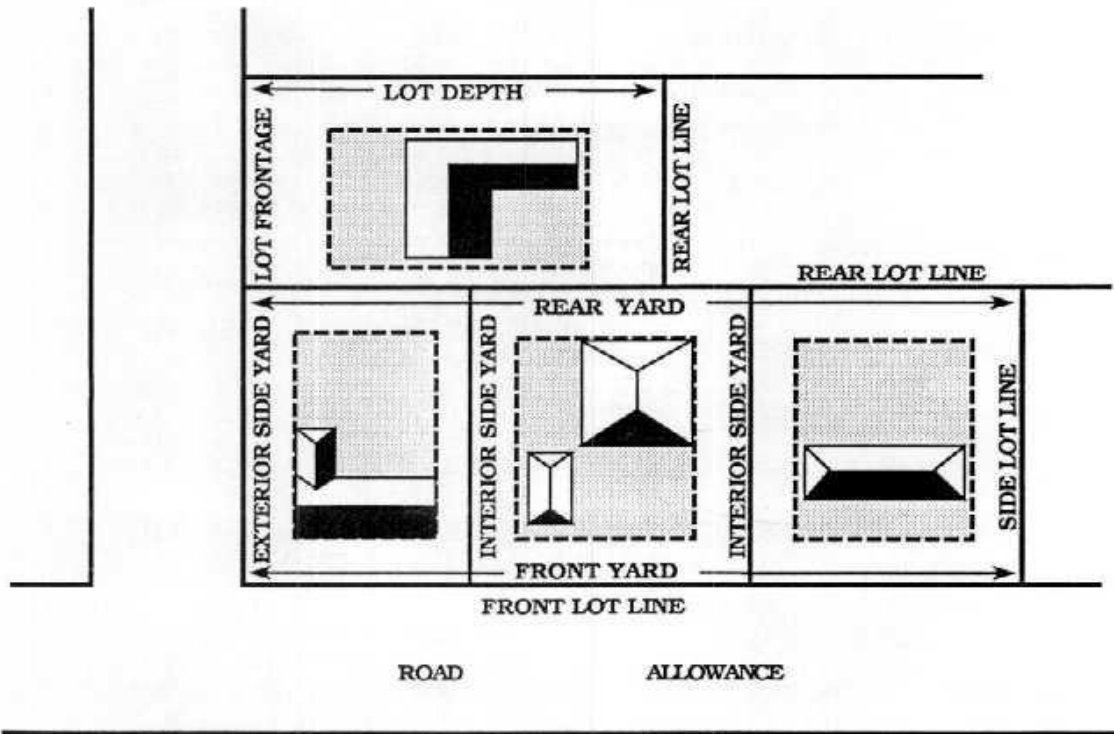 LOT DEPTH
LOT FRONTAGE
REAR LOT LINE
REAR LOT LINE
REAR YARD
EXTERIOR SIDE YARD
INTERIOR SIDE YARD
INTERIOR SIDE YARD
SIDE LOT LINE
FRONT YARD
FRONT LOT LINE
ROAD ALLOWANCE